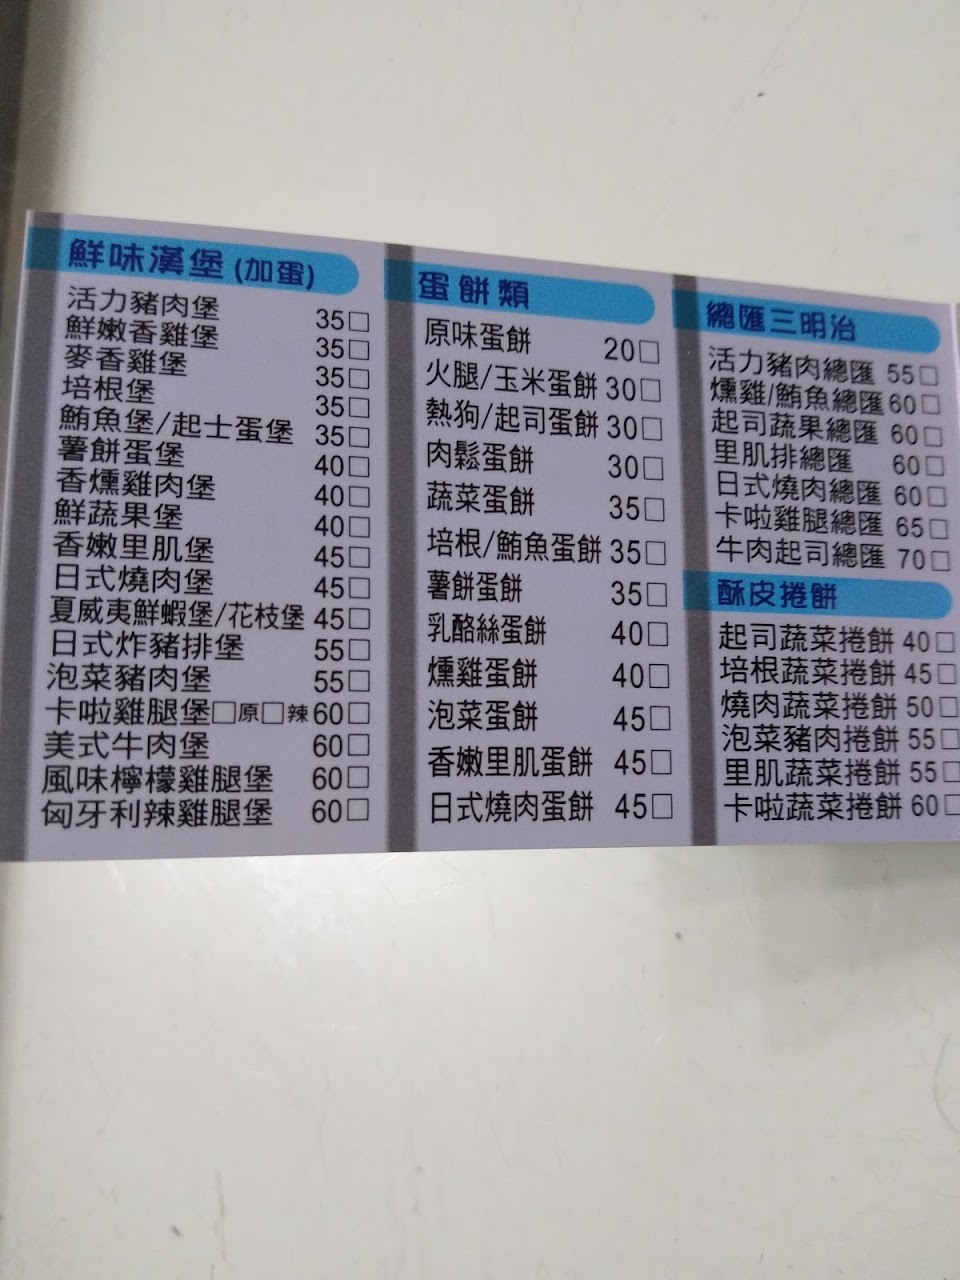 鮮味漢堡(加蛋)
活力豬肉堡 35□
鮮嫩香雞堡 35□
麥香雞堡 35□
培根堡 35□
鮪魚堡/起士蛋堡 35□
薯餅蛋堡 40□
香燻雞肉堡 40□
鮮蔬果堡 40□
香嫩里肌堡 45□
日式燒肉堡 45□
夏威夷鮮蝦堡/花枝堡 45□
日式炸豬排堡 55□
泡菜豬肉堡 55□
卡啦雞腿堡□原□辣 60□
美式牛肉堡 60□
風味檸檬雞腿堡 60□
匈牙利辣雞腿堡 60□
蛋餅類
原味蛋餅 20□
火腿/玉米蛋餅 30□
熱狗/起司蛋餅 30□
肉鬆蛋餅 30□
蔬菜蛋餅 35□
培根/鮪魚蛋餅 35□
薯餅蛋餅 35□
乳酪絲蛋餅 40□
燻雞蛋餅 40□
泡菜蛋餅 45□
香嫩里肌蛋餅 45□
日式燒肉蛋餅 45□
總匯三明治
活力豬肉總匯 55□
燻雞/鮪魚總匯 60□
起司蔬果總匯 60□
里肌排總匯 60□
日式燒肉總匯 60□
卡啦雞腿總匯 65□
牛肉起司總匯 70□
酥皮捲餅
起司蔬菜捲餅 40□
培根蔬菜捲餅 45□
燒肉蔬菜捲餅 50□
泡菜豬肉捲餅 55□
里肌蔬菜捲餅 55□
卡啦蔬菜捲餅 60□